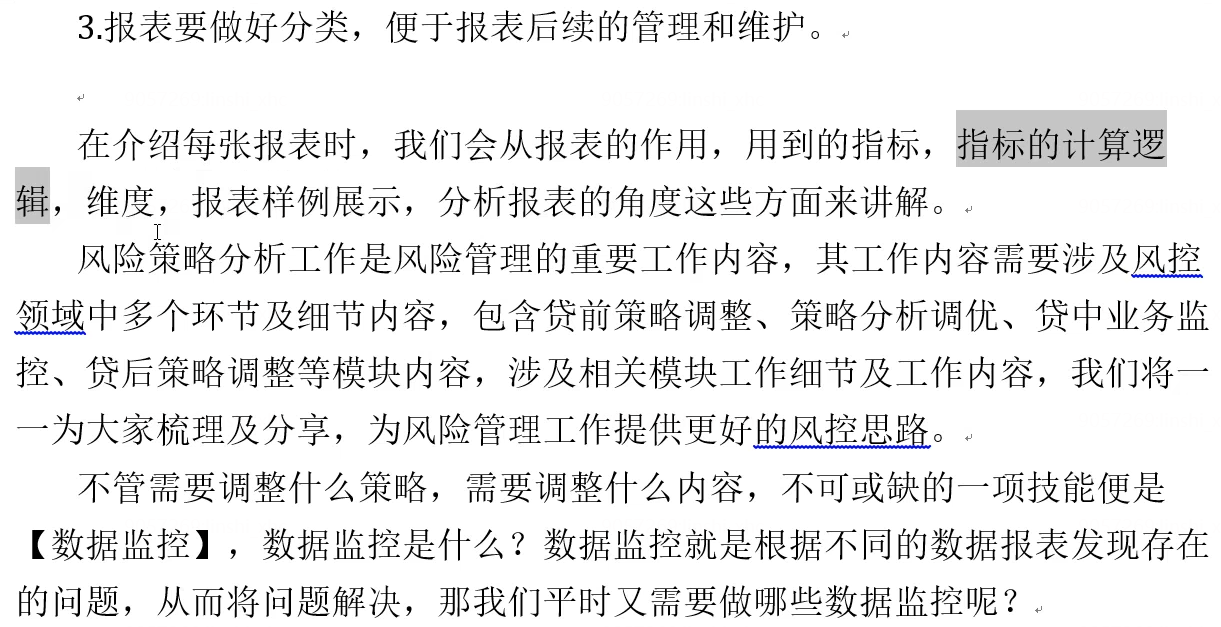 3.报表要做好分类，便于报表后续的管理和维护。
在介绍每张报表时，我们会从报表的作用，用到的指标，指标的计算逻
辑，维度，报表样例展示，分析报表的角度这些方面来讲解。
风险策略分析工作是风险管理的重要工作内容，其工作内容需要涉及风控
领域中多个环节及细节内容，包含贷前策略调整、策略分析调优、贷中业务监
控、贷后策略调整等模块内容，涉及相关模块工作细节及工作内容，我们将一
一为大家梳理及分享，为风险管理工作提供更好的风控思路。
不管需要调整什么策略，需要调整什么内容，不可或缺的一项技能便是
【数据监控】，数据监控是什么？数据监控就是根据不同的数据报表发现存在
的问题，从而将问题解决，那我们平时又需要做哪些数据监控呢？